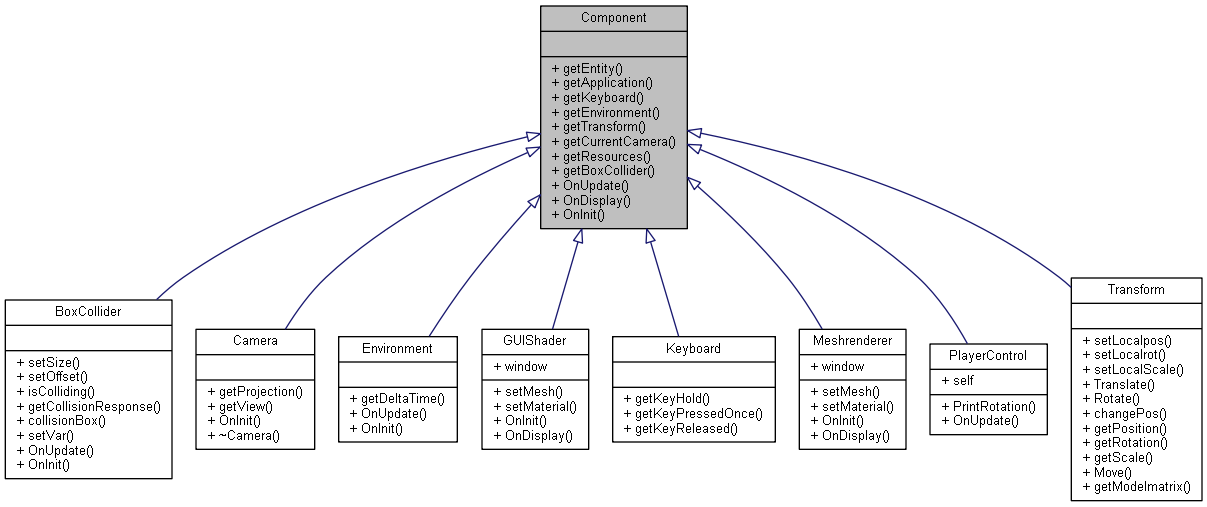 Component
+ getEntity()
+ getApplication()
+ getKeyboard()
+ getEnvironment()
+ getTransform()
+ getCurrentCamera()
+ getResources()
+ getBoxCollider()
+ OnUpdate()
+ OnDisplay()
+ OnInit()
BoxCollider
+ setSize()
+ setOffset()
+ isColliding()
+ getCollisionResponse()
+ collisionBox()
+ setVar()
+ OnUpdate()
+ OnInit()
Camera
+ getProjection()
+ getView()
+ OnInit()
+ ~Camera()
Environment
+ getDeltaTime()
+ OnUpdate()
+ OnInit()
GUIShader
+ window
+ setMesh()
+ setMaterial()
+ OnInit()
+ OnDisplay()
Keyboard
+ getKeyHold()
+ getKeyPressedOnce()
+ getKeyReleased()
Meshrenderer
+ window
+ setMesh()
+ setMaterial()
+ OnInit()
+ OnDisplay()
PlayerControl
+ self
+ PrintRotation()
+ OnUpdate()
Transform
+ setLocalpos()
+ setLocalrot()
+ setLocalScale()
+ Translate()
+ Rotate()
+ changePos()
+ getPosition()
+ getRotation()
+ getScale()
+ Move()
+ getModelmatrix()